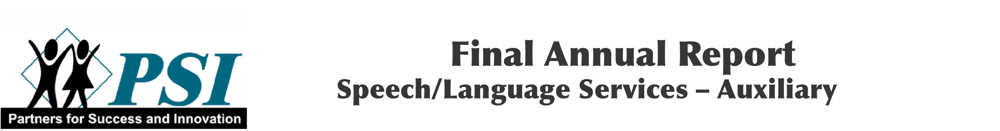 PSI
Partners for Success and Innovation
Final Annual Report
Speech/Language Services – Auxiliary